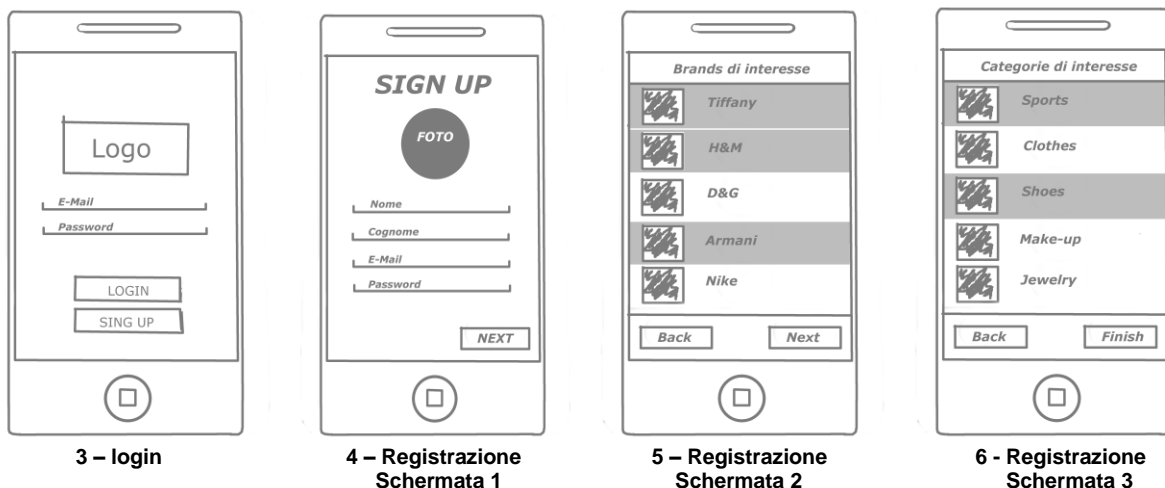 Logo
E-Mail
Password
LOGIN
SING UP
3 – login
SIGN UP
FOTO
Nome
Cognome
E-Mail
Password
NEXT
4 – Registrazione
Schermata 1
Brands di interesse
Tiffany
H&M
D&G
Armani
Nike
Back Next
5 – Registrazione
Schermata 2
Categorie di interesse
Sports
Clothes
Shoes
Make-up
Jewelry
Back Finish
6 - Registrazione
Schermata 3